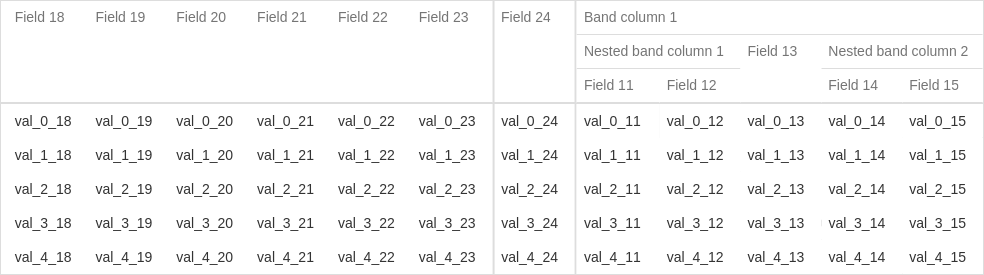 Field 18 Field 19 Field 20 Field 21 Field 22 Field 23 Field 24 Band column 1
Nested band column 1 Field 13 Nested band column 2
Field 11 Field 12 Field 14 Field 15
val_0_18 val_0_19 val_0_20 val_0_21 val_0_22 val_0_23 val_0_24 val_0_11 val_0_12 val_0_13 val_0_14 val_0_15
val_1_18 val_1_19 val_1_20 val_1_21 val_1_22 val_1_23 val_1_24 val_1_11 val_1_12 val_1_13 val_1_14 val_1_15
val_2_18 val_2_19 val_2_20 val_2_21 val_2_22 val_2_23 val_2_24 val_2_11 val_2_12 val_2_13 val_2_14 val_2_15
val_3_18 val_3_19 val_3_20 val_3_21 val_3_22 val_3_23 val_3_24 val_3_11 val_3_12 val_3_13 val_3_14 val_3_15
val_4_18 val_4_19 val_4_20 val_4_21 val_4_22 val_4_23 val_4_24 val_4_11 val_4_12 val_4_13 val_4_14 val_4_15